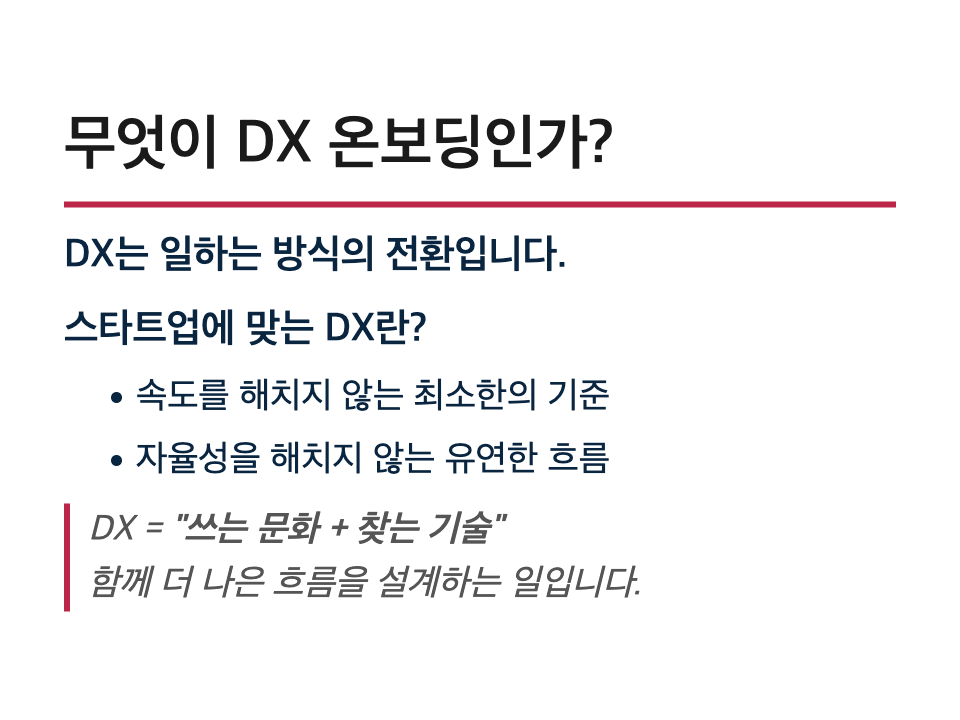 무엇이 DX 온보딩인가?
DX는 일하는 방식의 전환입니다.
스타트업에 맞는 DX란?
• 속도를 해치지 않는 최소한의 기준
• 자율성을 해치지 않는 유연한 흐름
DX = "쓰는 문화 + 찾는 기술"
함께 더 나은 흐름을 설계하는 일입니다.